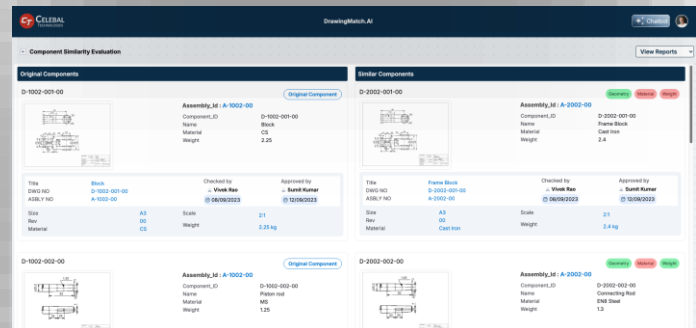 CELEBAL
TECHNOLOGIES
DrawingMatch.AI
Chatbot
Component Similarity Evaluation
View Reports
Original Components
D-1002-001-00
Original Component
Assembly_Id : A-1002-00
Component_ID D-1002-001-00
Name Block
Material CS
Weight 2.25
Title Block
DWG NO D-1002-001-00
ASBLY NO A-1002-00
Checked by
Vivek Rao
08/09/2023
Approved by
Sumit Kumar
12/09/2023
Size A3
Rev 00
Material CS
Scale 2:1
Weight 2.25 kg
D-1002-002-00
Original Component
Assembly_Id : A-1002-00
Component_ID D-1002-002-00
Name Piston rod
Material MS
Weight 1.25
Similar Components
D-2002-001-00
Geometry Material Weight
Assembly_Id : A-2002-00
Component_ID D-2002-001-00
Name Frame Block
Material Cast Iron
Weight 2.4
Title Frame Block
DWG NO D-2002-001-00
ASBLY NO A-2002-00
Checked by
Vivek Rao
08/09/2023
Approved by
Sumit Kumar
12/09/2023
Size A3
Rev 00
Material Cast Iron
Scale 2:1
Weight 2.4 kg
D-2002-002-00
Geometry Material Weight
Assembly_Id : A-2002-00
Component_ID D-2002-002-00
Name Connecting Rod
Material EN8 Steel
Weight 1.3